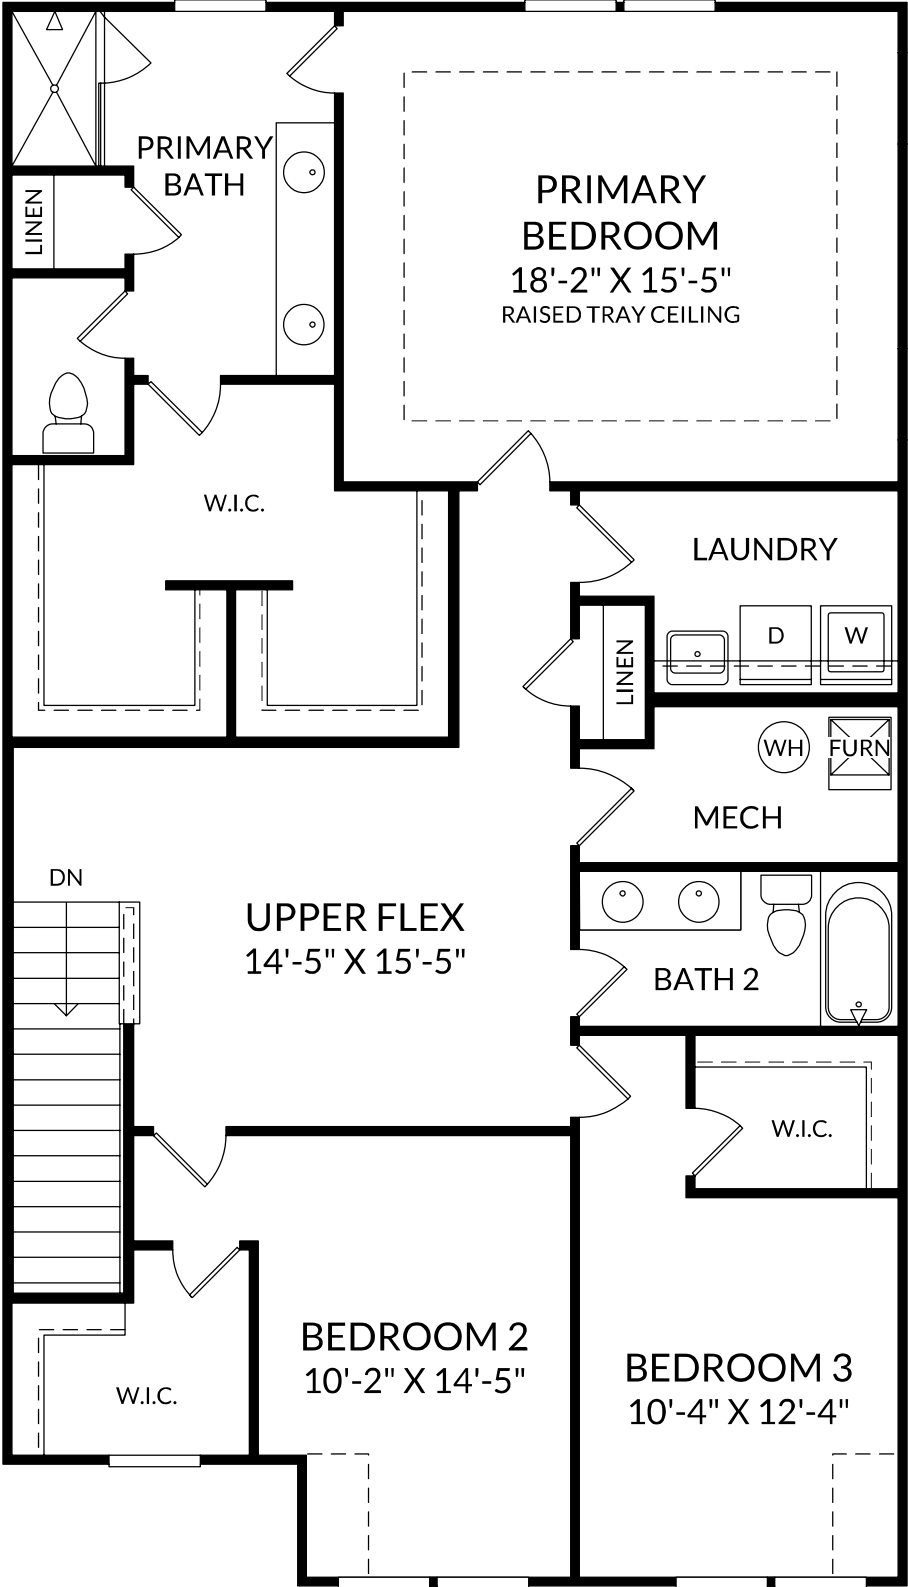 PRIMARY
BATH
LINEN
PRIMARY
BEDROOM
18'-2" X 15'-5"
RAISED TRAY CEILING
W.I.C.
LAUNDRY
D
W
LINEN
WH
FURN
MECH
DN
UPPER FLEX
14'-5" X 15'-5"
BATH 2
W.I.C.
BEDROOM 2
10'-2" X 14'-5"
BEDROOM 3
10'-4" X 12'-4"
W.I.C.